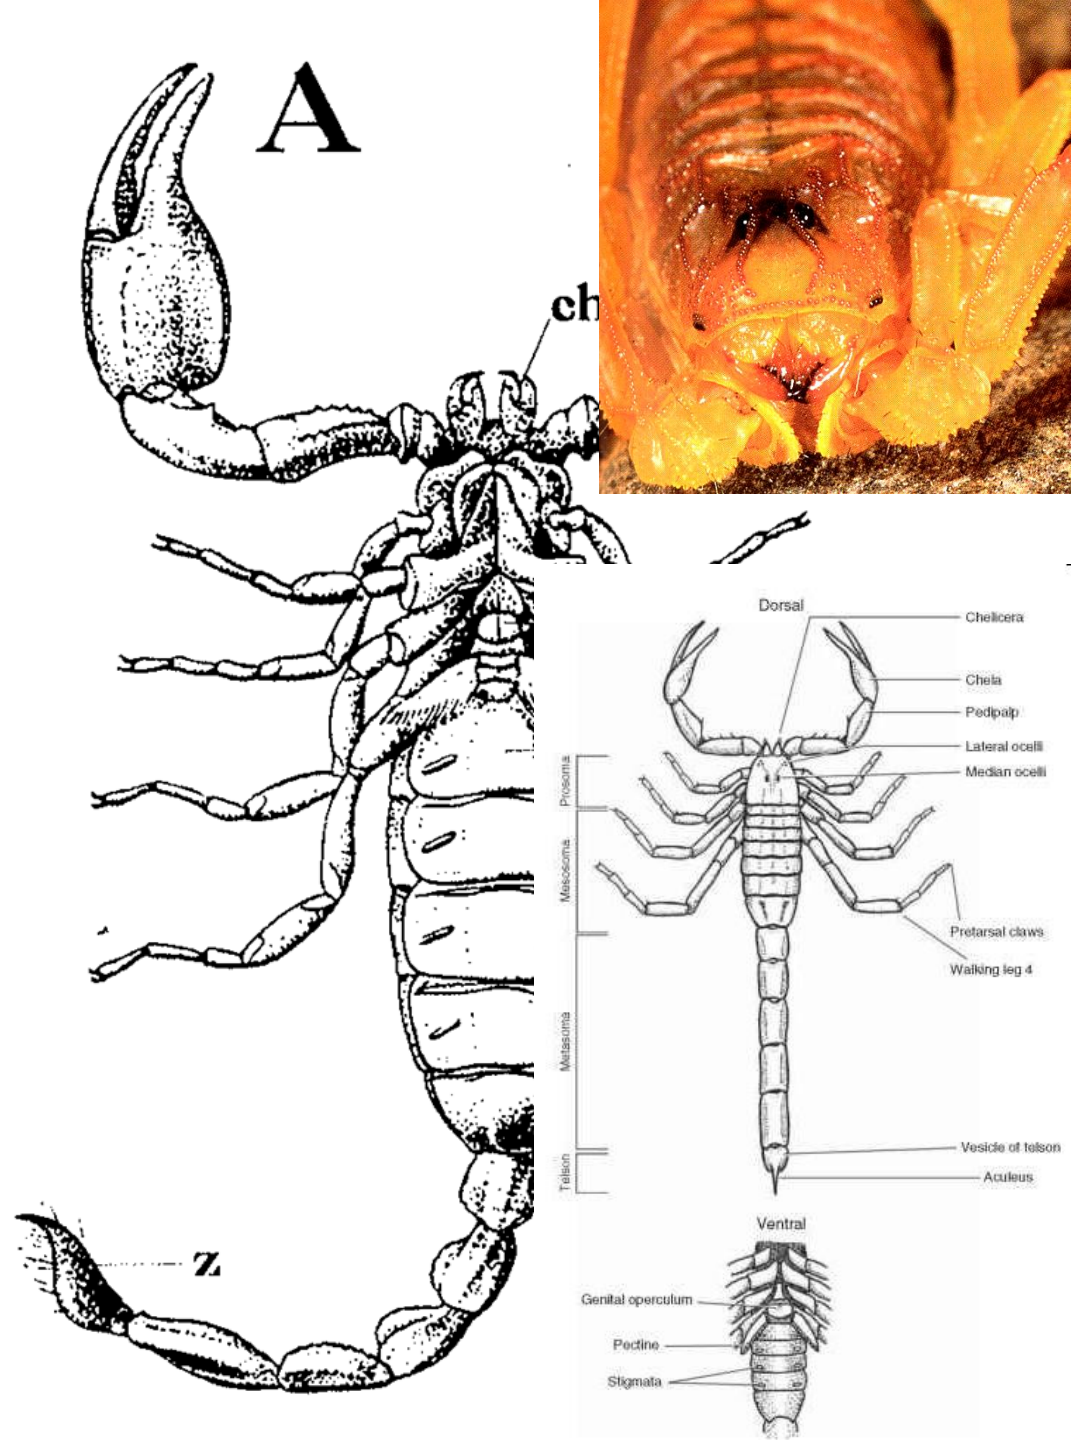 A
ch
z
Dorsal
Chelicera
Chela
Pedipalp
Lateral ocelli
Median ocelli
Prosoma
Mesosoma
Pretarsal claws
Walking leg 4
Metasoma
Vesicle of telson
Telson
Aculeus
Ventral
Genital operculum
Pectine
Stigmata